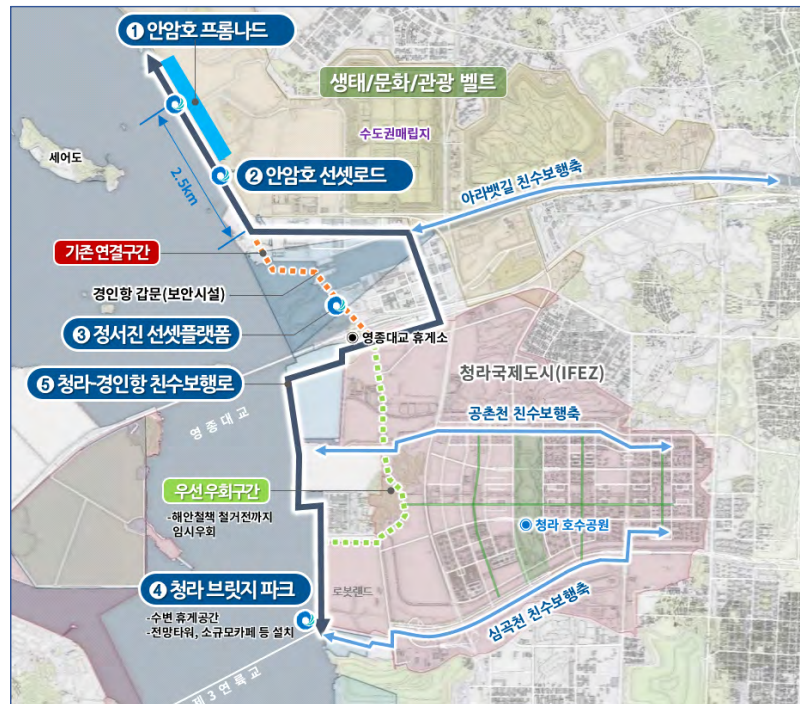 ❶ 안암호 프롬나드
생태/문화/관광 벨트
수도권매립지
세어도
❷ 안암호 선셋로드
2.5km
아라뱃길 친수보행축
기존 연결구간
경인항 갑문(보안시설)
❸ 정서진 선셋플랫폼
영종대교 휴게소
❺ 청라-경인항 친수보행로
청라국제도시(IFEZ)
영종대교
공촌천 친수보행축
우선 우회구간
-해안철책 철거전까지
임시우회
청라 호수공원
❹ 청라 브릿지 파크
로봇랜드
-수변 휴게공간
-전망타워, 소규모카페 등 설치
심곡천 친수보행축
제3연륙교